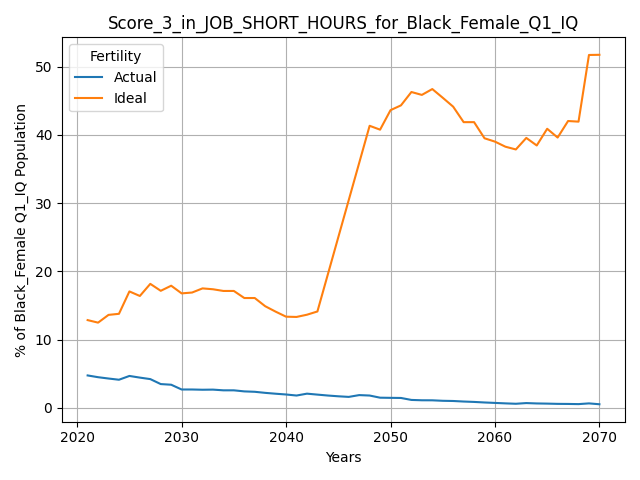 Score_3_in_JOB_SHORT_HOURS_for_Black_Female_Q1_IQ
Fertility
Actual
Ideal
% of Black_Female Q1_IQ Population
50
40
30
20
10
0
2020 2030 2040 2050 2060 2070
Years